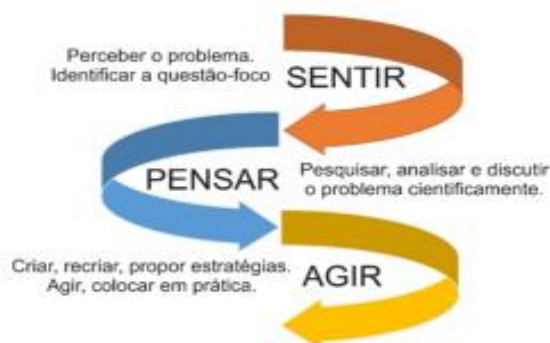 Perceber o problema.
Identificar a questão-foco
SENTIR
PENSAR
Pesquisar, analisar e discutir
o problema cientificamente.
Criar, recriar, propor estratégias.
Agir, colocar em prática.
AGIR